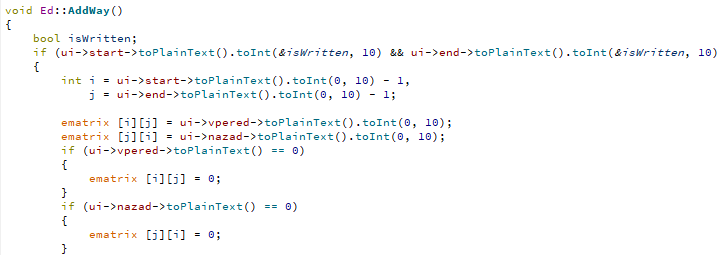 void Ed::AddWay()
{
    bool isWritten;
    if (ui->start->toPlainText().toInt(&isWritten, 10) && ui->end->toPlainText().toInt(&isWritten, 10)
    {
        int i = ui->start->toPlainText().toInt(0, 10) - 1,
            j = ui->end->toPlainText().toInt(0, 10) - 1;
        ematrix [i][j] = ui->vpered->toPlainText().toInt(0, 10);
        ematrix [j][i] = ui->nazad->toPlainText().toInt(0, 10);
        if (ui->vpered->toPlainText() == 0)
        {
            ematrix [i][j] = 0;
        }
        if (ui->nazad->toPlainText() == 0)
        {
            ematrix [j][i] = 0;
        }